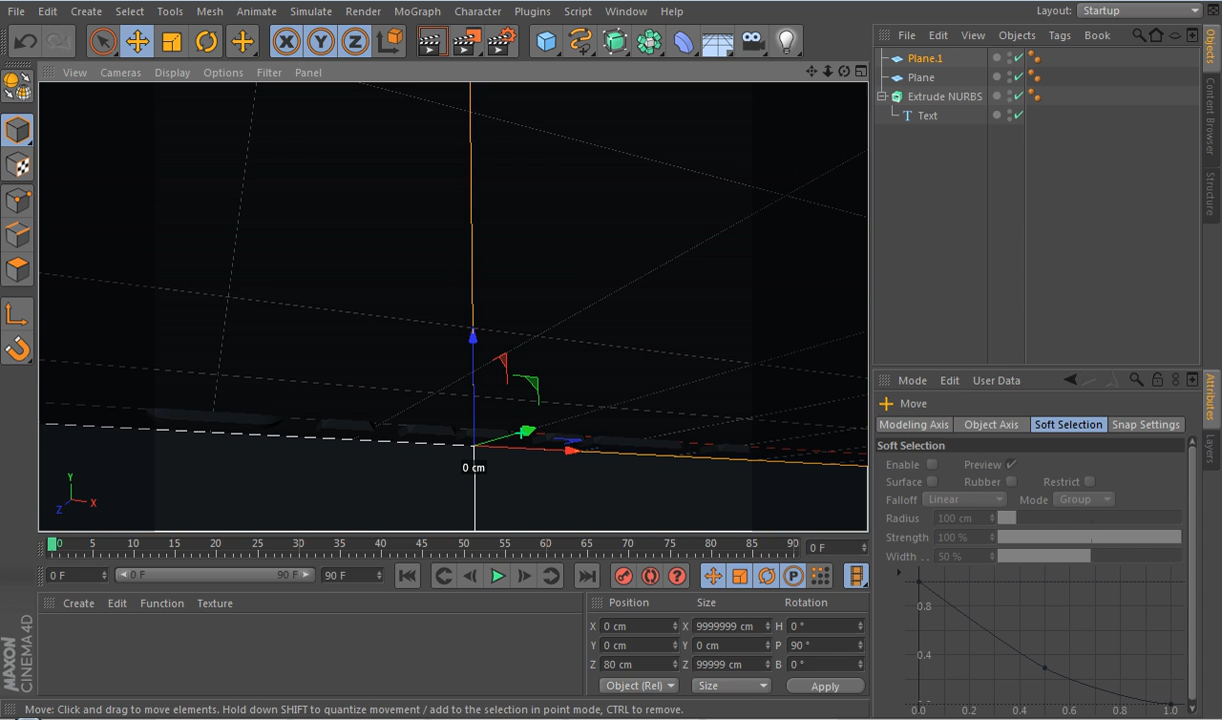 File Edit Create Select Tools Mesh Animate Simulate Render MoGraph Character Plugins Script Window Help Layout: Startup
X Y Z
View Cameras Display Options Filter Panel
File Edit View Objects Tags Book
Plane.1
Plane
Extrude NURBS
T Text
Objects
Content Browser
Structure
0 cm
Y
X
Z
Mode Edit User Data
Move
Modeling Axis Object Axis Soft Selection Snap Settings
Soft Selection
Enable Preview
Surface Rubber Restrict
Falloff Linear Mode Group
Radius 100 cm
Strength 100 %
Width . . 50 %
0.8
0.4
0.0 0.2 0.4 0.6 0.8 1.0
Attributes
Layers
0 5 10 15 20 25 30 35 40 45 50 55 60 65 70 75 80 85 90 0 F
0 F 0 F 90 F 90 F P
Create Edit Function Texture
Position Size Rotation
X 0 cm X 9999999 cm H 0 °
Y 0 cm Y 0 cm P 90 °
Z 80 cm Z 99999 cm B 0 °
Object (Rel) Size Apply
MAXON
CINEMA 4D
Move: Click and drag to move elements. Hold down SHIFT to quantize movement / add to the selection in point mode, CTRL to remove.